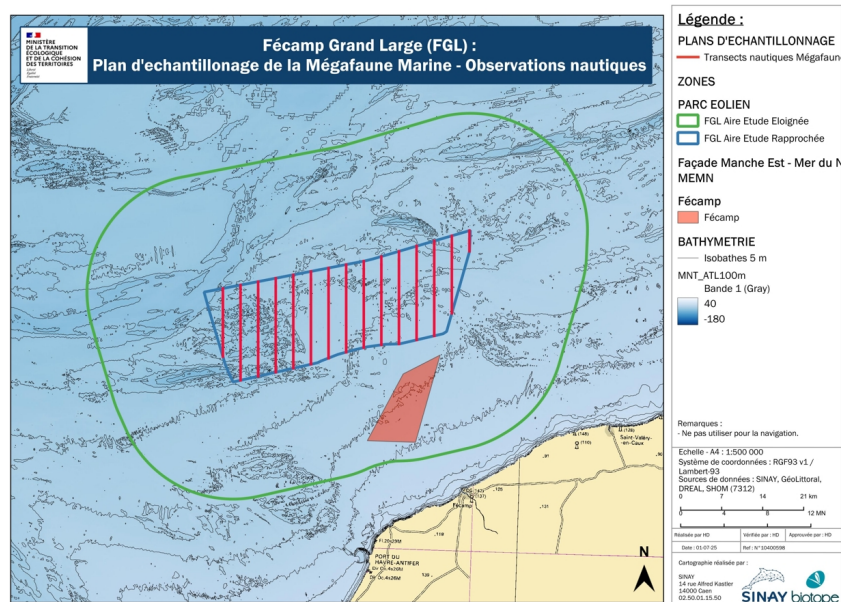 MINISTÈRE
DE LA TRANSITION
ÉCOLOGIQUE
ET DE LA COHÉSION
DES TERRITOIRES
Liberté
Égalité
Fraternité
Fécamp Grand Large (FGL) :
Plan d'echantillonage de la Mégafaune Marine - Observations nautiques
Saint-Valéry-
en-Caux
Fécamp
PORT DU
HAVRE-ANTIFER
N
Légende :
PLANS D'ECHANTILLONNAGE
Transects nautiques Mégafaune
ZONES
PARC EOLIEN
FGL Aire Etude Eloignée
FGL Aire Etude Rapprochée
Façade Manche Est - Mer du N
MEMN
Fécamp
Fécamp
BATHYMETRIE
Isobathes 5 m
MNT_ATL100m
Bande 1 (Gray)
40
-180
Remarques :
- Ne pas utiliser pour la navigation.
Echelle - A4 : 1:500 000
Système de coordonnées : RGF93 v1 /
Lambert-93
Sources de données : SINAY, GéoLittoral,
DREAL, SHOM (7312)
0 7 14 21 km
0 4 8 12 MN
Réalisée par HD Vérifiée par : HD Approuvée par : HD
Date : 01-07-25 Ref : N°10400598
Cartographie réalisée par :
SINAY
14 rue Alfred Kastler
14000 Caen
02.50.01.15.50
SINAY biotope